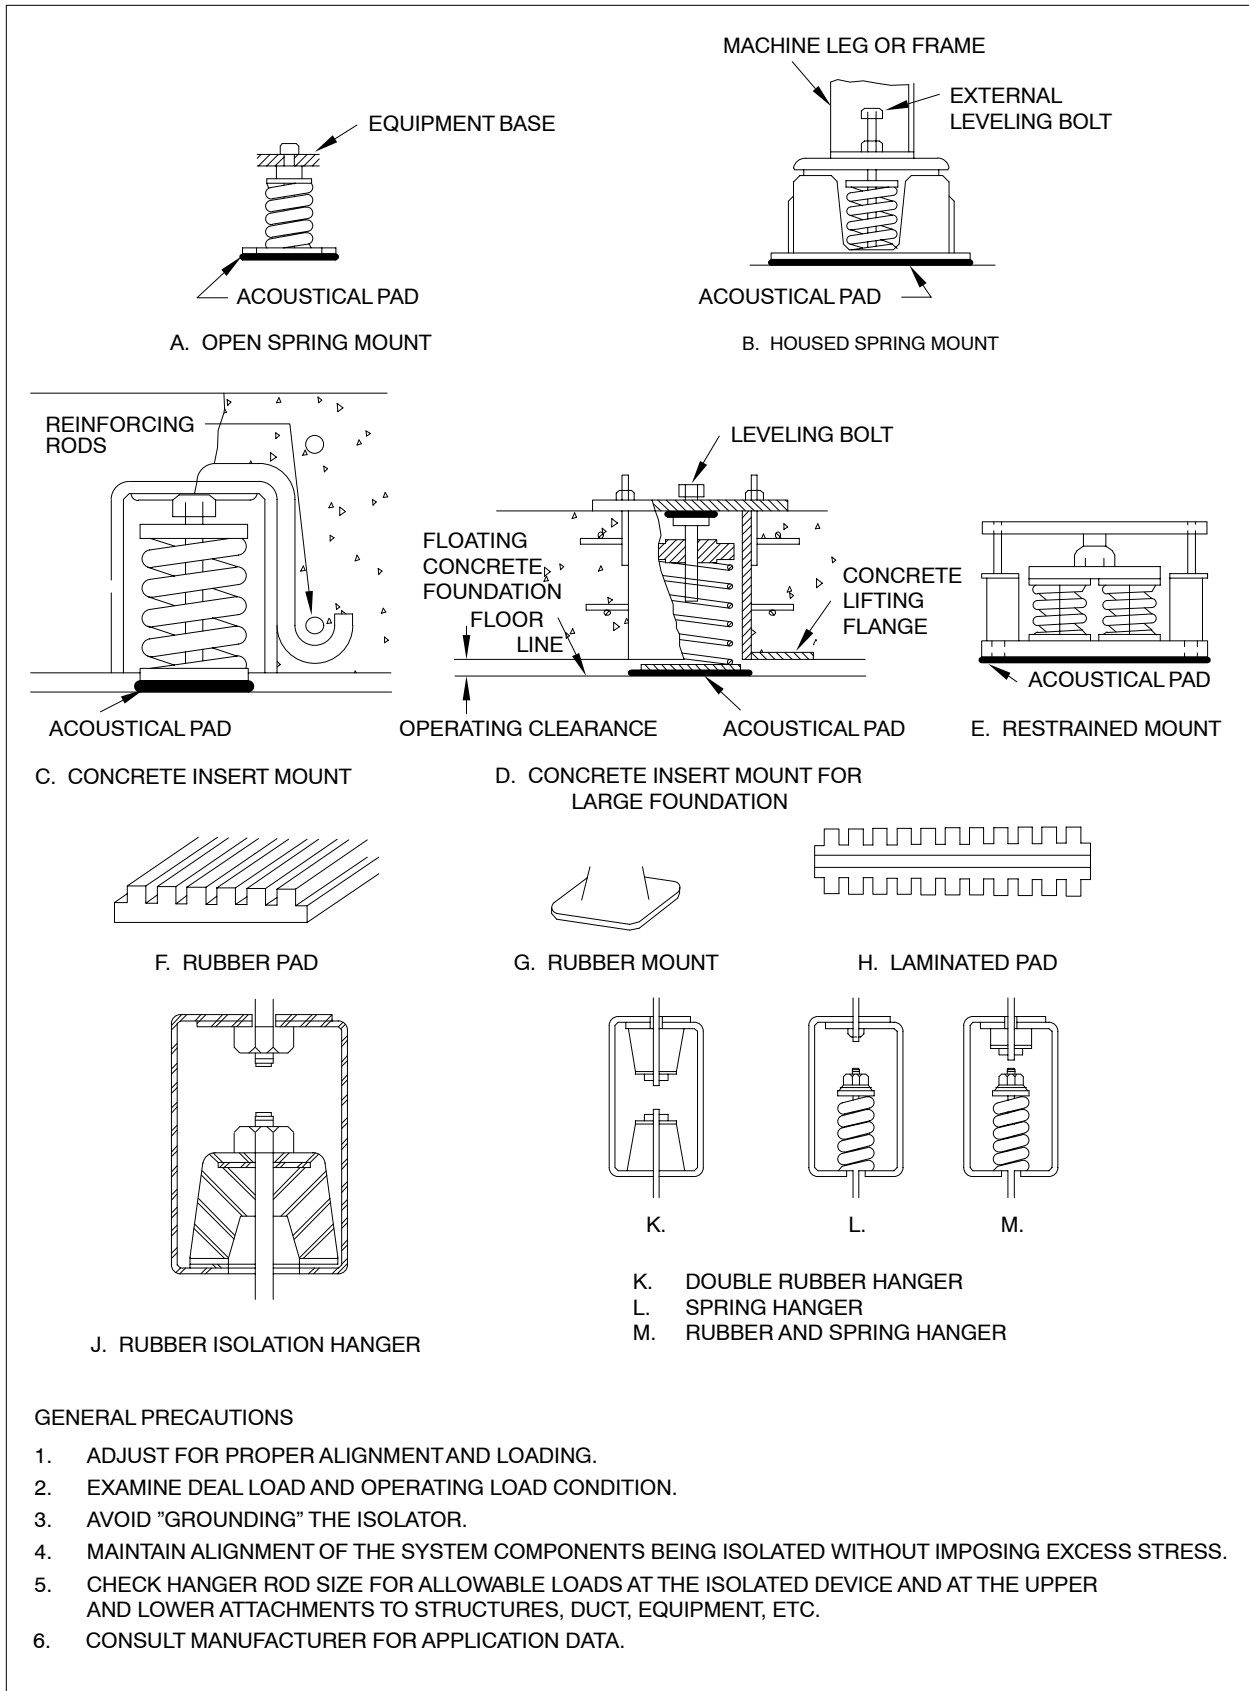 MACHINE LEG OR FRAME
EXTERNAL
LEVELING BOLT
EQUIPMENT BASE
ACOUSTICAL PAD
ACOUSTICAL PAD
A. OPEN SPRING MOUNT
B. HOUSED SPRING MOUNT
REINFORCING
RODS
LEVELING BOLT
FLOATING
CONCRETE
FOUNDATION
FLOOR
LINE
CONCRETE
LIFTING
FLANGE
ACOUSTICAL PAD
ACOUSTICAL PAD
OPERATING CLEARANCE
ACOUSTICAL PAD
E. RESTRAINED MOUNT
C. CONCRETE INSERT MOUNT
D. CONCRETE INSERT MOUNT FOR
LARGE FOUNDATION
F. RUBBER PAD
G. RUBBER MOUNT
H. LAMINATED PAD
K.
L.
M.
K. DOUBLE RUBBER HANGER
L. SPRING HANGER
M. RUBBER AND SPRING HANGER
J. RUBBER ISOLATION HANGER
GENERAL PRECAUTIONS
1. ADJUST FOR PROPER ALIGNMENT AND LOADING.
2. EXAMINE DEAL LOAD AND OPERATING LOAD CONDITION.
3. AVOID ”GROUNDING” THE ISOLATOR.
4. MAINTAIN ALIGNMENT OF THE SYSTEM COMPONENTS BEING ISOLATED WITHOUT IMPOSING EXCESS STRESS.
5. CHECK HANGER ROD SIZE FOR ALLOWABLE LOADS AT THE ISOLATED DEVICE AND AT THE UPPER
AND LOWER ATTACHMENTS TO STRUCTURES, DUCT, EQUIPMENT, ETC.
6. CONSULT MANUFACTURER FOR APPLICATION DATA.